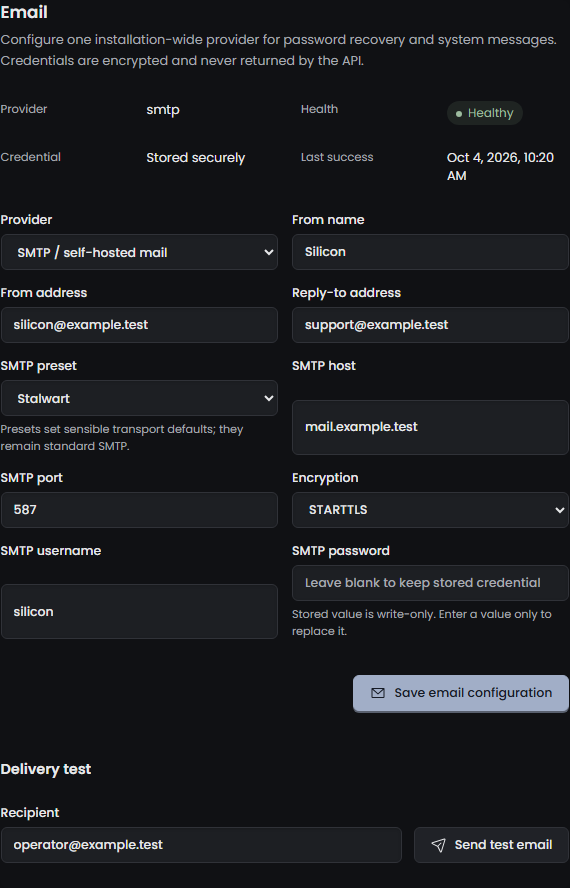 Email
Configure one installation-wide provider for password recovery and system messages.
Credentials are encrypted and never returned by the API.
Provider
smtp
Health
Healthy
Credential
Stored securely
Last success
Oct 4, 2026, 10:20
AM
Provider
From name
SMTP / self-hosted mail
Silicon
From address
Reply-to address
silicon@example.test
support@example.test
SMTP preset
SMTP host
Stalwart
mail.example.test
Presets set sensible transport defaults; they
remain standard SMTP.
SMTP port
Encryption
587
STARTTLS
SMTP username
SMTP password
silicon
Leave blank to keep stored credential
Stored value is write-only. Enter a value only to
replace it.
Save email configuration
Delivery test
Recipient
operator@example.test
Send test email